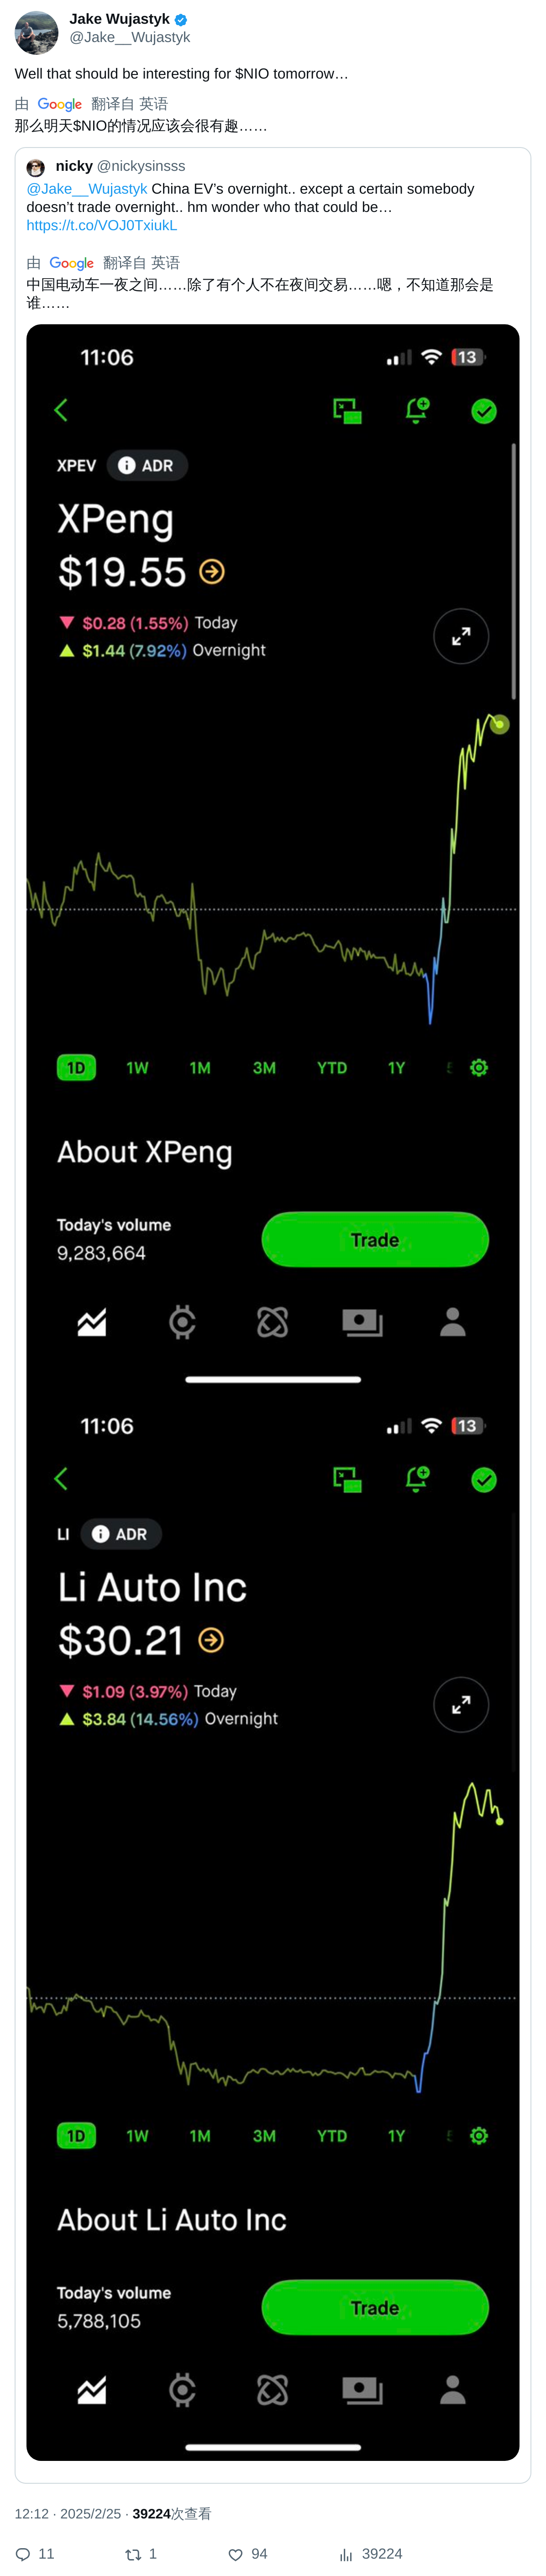 Jake Wujastyk
@Jake__Wujastyk
Well that should be interesting for $NIO tomorrow…
由 Google 翻译自 英语
那么明天$NIO的情况应该会很有趣……
nicky @nickysinsss
@Jake__Wujastyk China EV's overnight.. except a certain somebody
doesn't trade overnight.. hm wonder who that could be…
https://t.co/VOJ0TxiukL
由 Google 翻译自 英语
中国电动车一夜之间……除了有个人不在夜间交易……嗯，不知道那会是
谁……
11:06
13
XPEV
ADR
XPeng
$19.55
▼ $0.28 (1.55%) Today
▲ $1.44 (7.92%) Overnight
1D 1W 1M 3M YTD 1Y
About XPeng
Today's volume
9,283,664
Trade
11:06
13
LI
ADR
Li Auto Inc
$30.21
▼ $1.09 (3.97%) Today
▲ $3.84 (14.56%) Overnight
1D 1W 1M 3M YTD 1Y
About Li Auto Inc
Today's volume
5,788,105
Trade
12:12 · 2025/2/25 · 39224次查看
11 1 94 39224